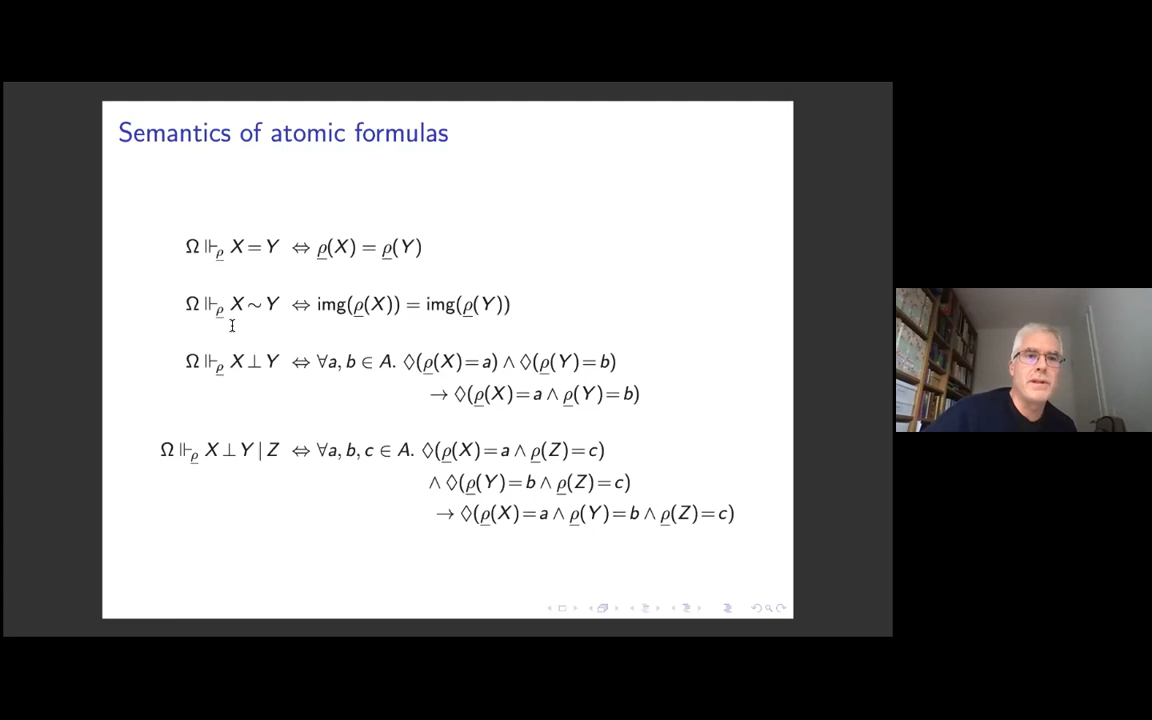 Semantics of atomic formulas
Ω ⊩_ρ X = Y ⇔ ρ(X) = ρ(Y)
Ω ⊩_ρ X ∼ Y ⇔ img(ρ(X)) = img(ρ(Y))
Ω ⊩_ρ X ⊥ Y ⇔ ∀a, b ∈ A. ◊(ρ(X) = a) ∧ ◊(ρ(Y) = b)
→ ◊(ρ(X) = a ∧ ρ(Y) = b)
Ω ⊩_ρ X ⊥ Y | Z ⇔ ∀a, b, c ∈ A. ◊(ρ(X) = a ∧ ρ(Z) = c)
∧ ◊(ρ(Y) = b ∧ ρ(Z) = c)
→ ◊(ρ(X) = a ∧ ρ(Y) = b ∧ ρ(Z) = c)